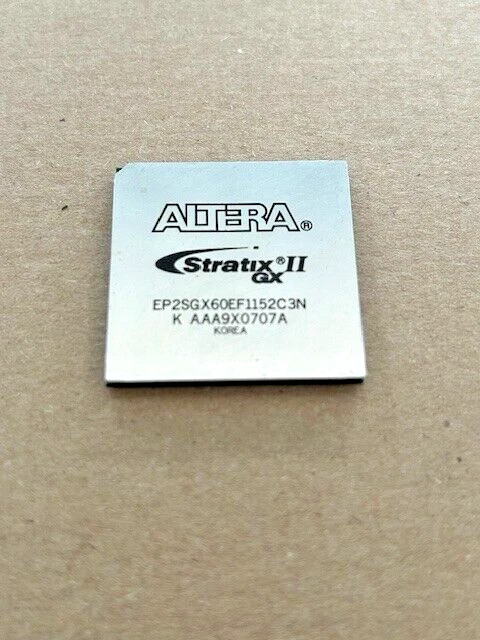 ALTERA®
Stratix® II
GX
EP2SGX60EF1152C3N
K AAA9X0707A
KOREA